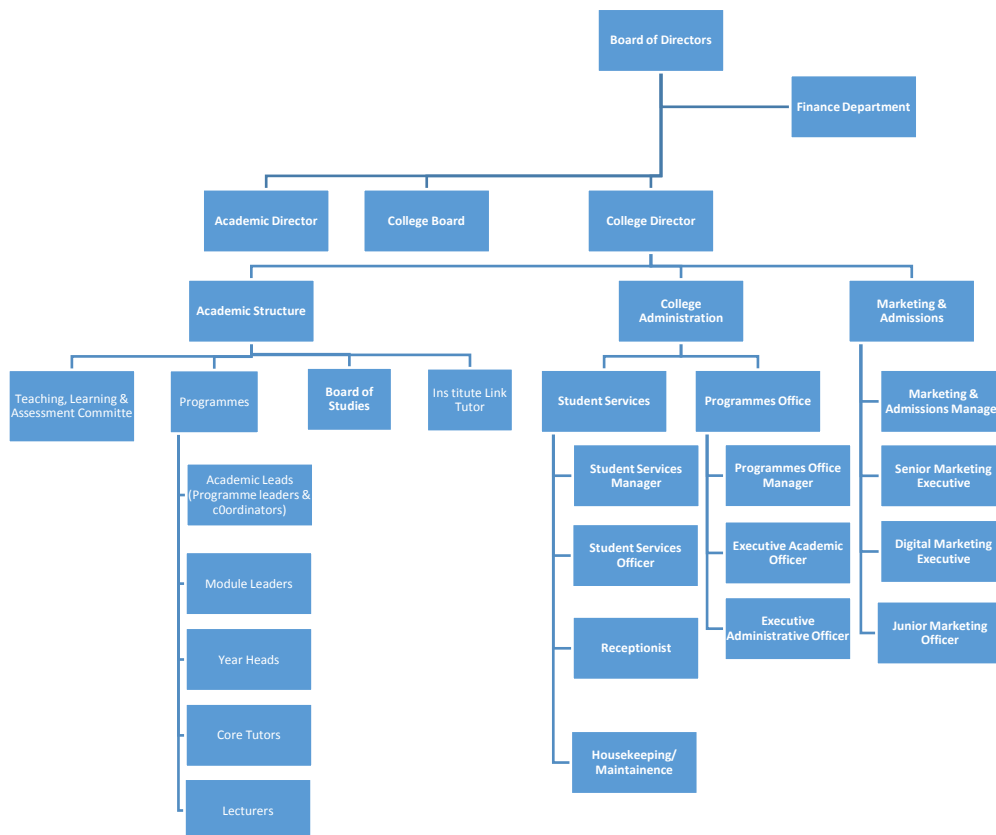 Board of Directors
Finance Department
Academic Director
College Board
College Director
Academic Structure
College
Administration
Marketing &
Admissions
Teaching, Learning &
Assessment Committe
Programmes
Board of
Studies
Ins titute Link
Tutor
Student Services
Programmes Office
Marketing &
Admissions Manager
Academic Leads
(Programme leaders &
c0ordinators)
Student Services
Manager
Programmes Office
Manager
Senior Marketing
Executive
Module Leaders
Student Services
Officer
Executive Academic
Officer
Digital Marketing
Executive
Year Heads
Receptionist
Executive
Administrative Officer
Junior Marketing
Officer
Core Tutors
Housekeeping/
Maintainence
Lecturers